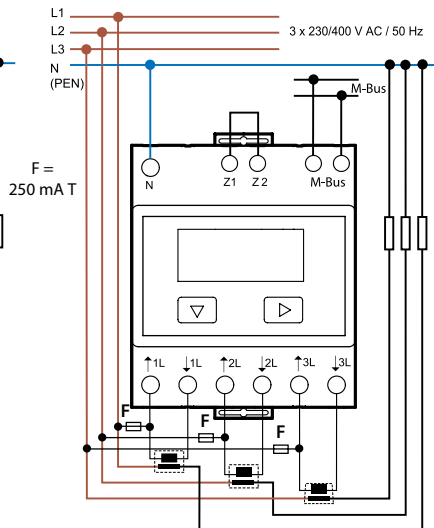 L1
L2
3 x 230/400 V AC / 50 Hz
L3
N
(PEN)
M-Bus
F =
250 mA T
N
Z1
Z2
M-Bus
↑1L
↓1L
↑2L
↓2L
↑3L
↓3L
F
F
F